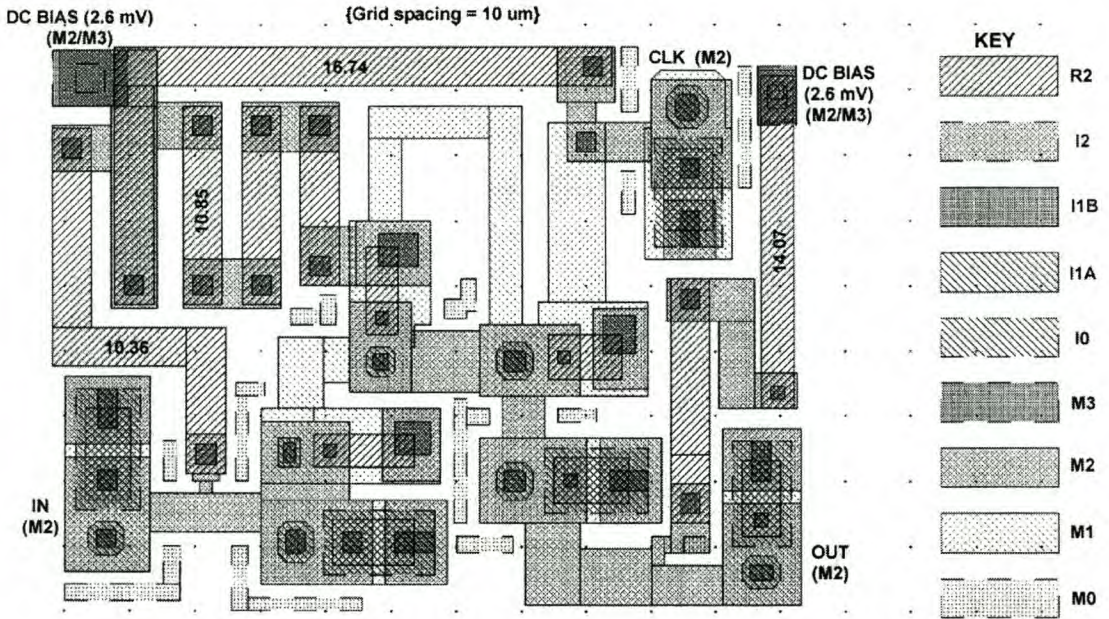 DC BIAS (2.6 mV)
(M2/M3)
{Grid spacing = 10 um}
16.74
CLK (M2)
DC BIAS
(2.6 mV)
(M2/M3)
10.85
14.07
10.36
IN
(M2)
OUT
(M2)
KEY
R2
I2
I1B
I1A
I0
M3
M2
M1
M0